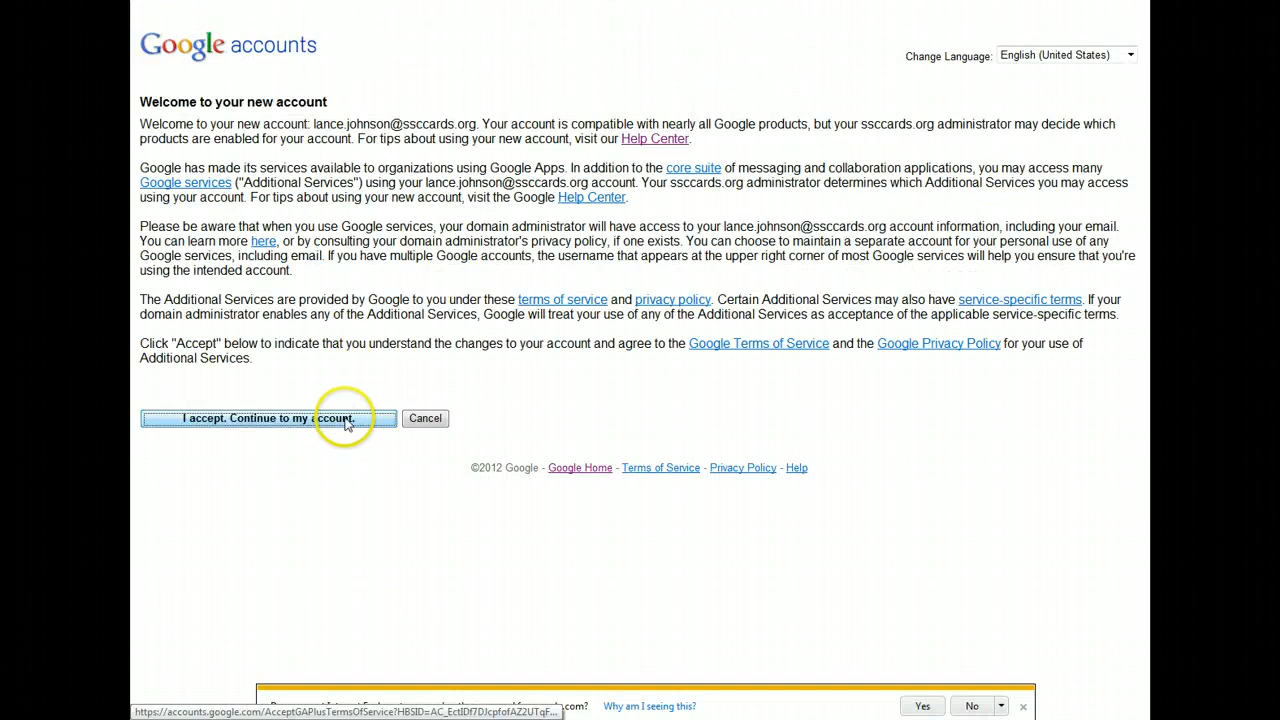 Google accounts
Change Language: English (United States)
Welcome to your new account
Welcome to your new account: lance.johnson@ssccards.org. Your account is compatible with nearly all Google products, but your ssccards.org administrator may decide which
products are enabled for your account. For tips about using your new account, visit our Help Center.
Google has made its services available to organizations using Google Apps. In addition to the core suite of messaging and collaboration applications, you may access many
Google services ("Additional Services") using your lance.johnson@ssccards.org account. Your ssccards.org administrator determines which Additional Services you may access
using your account. For tips about using your new account, visit the Google Help Center.
Please be aware that when you use Google services, your domain administrator will have access to your lance.johnson@ssccards.org account information, including your email.
You can learn more here, or by consulting your domain administrator's privacy policy, if one exists. You can choose to maintain a separate account for your personal use of any
Google services, including email. If you have multiple Google accounts, the username that appears at the upper right corner of most Google services will help you ensure that you're
using the intended account.
The Additional Services are provided by Google to you under these terms of service and privacy policy. Certain Additional Services may also have service-specific terms. If your
domain administrator enables any of the Additional Services, Google will treat your use of any of the Additional Services as acceptance of the applicable service-specific terms.
Click "Accept" below to indicate that you understand the changes to your account and agree to the Google Terms of Service and the Google Privacy Policy for your use of
Additional Services.
I accept. Continue to my account. Cancel
©2012 Google - Google Home - Terms of Service - Privacy Policy - Help
Why am I seeing this? Yes No
https://accounts.google.com/AcceptGAPlusTermsOfService?HBSID=AC_EctIDf7DJcpfofAZ2UTqF...